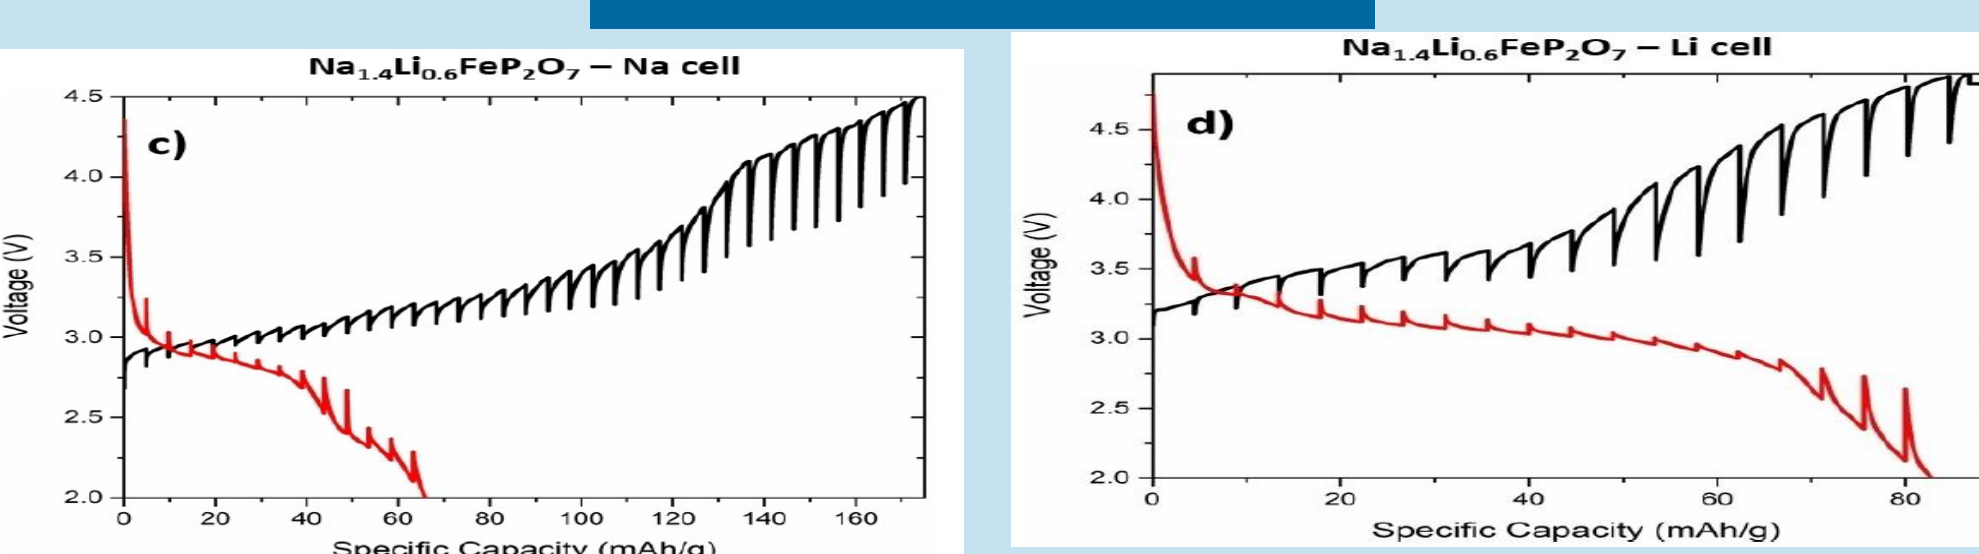 Na₁.₄Li₀.₆FeP₂O₇ – Na cell
c)
Voltage (V)
4.5
4.0
3.5
3.0
2.5
2.0
0 20 40 60 80 100 120 140 160
Specific Capacity (mAh/g)
Na₁.₄Li₀.₆FeP₂O₇ – Li cell
d)
Voltage (V)
4.5
4.0
3.5
3.0
2.5
2.0
0 20 40 60 80
Specific Capacity (mAh/g)